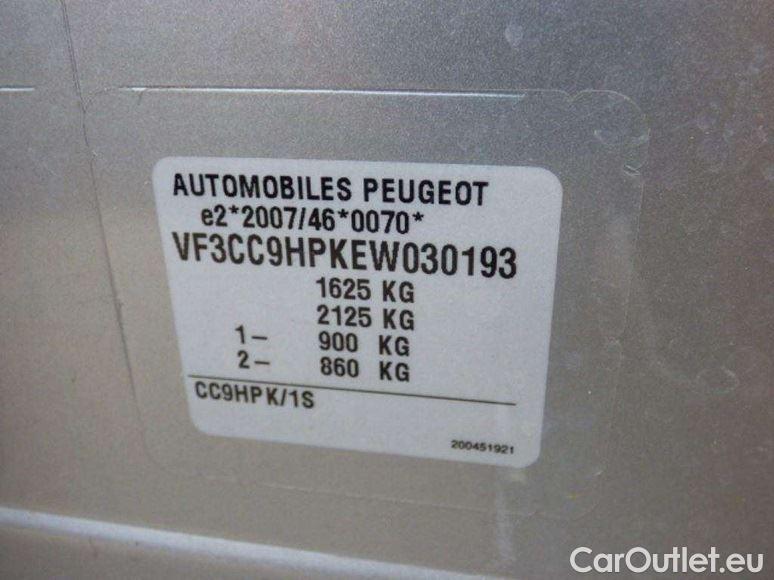 AUTOMOBILES PEUGEOT
e2*2007/46*0070*
VF3CC9HPKEW030193
1625 KG
2125 KG
1- 900 KG
2- 860 KG
CC9HPK/1S
200451921
CarOutlet.eu